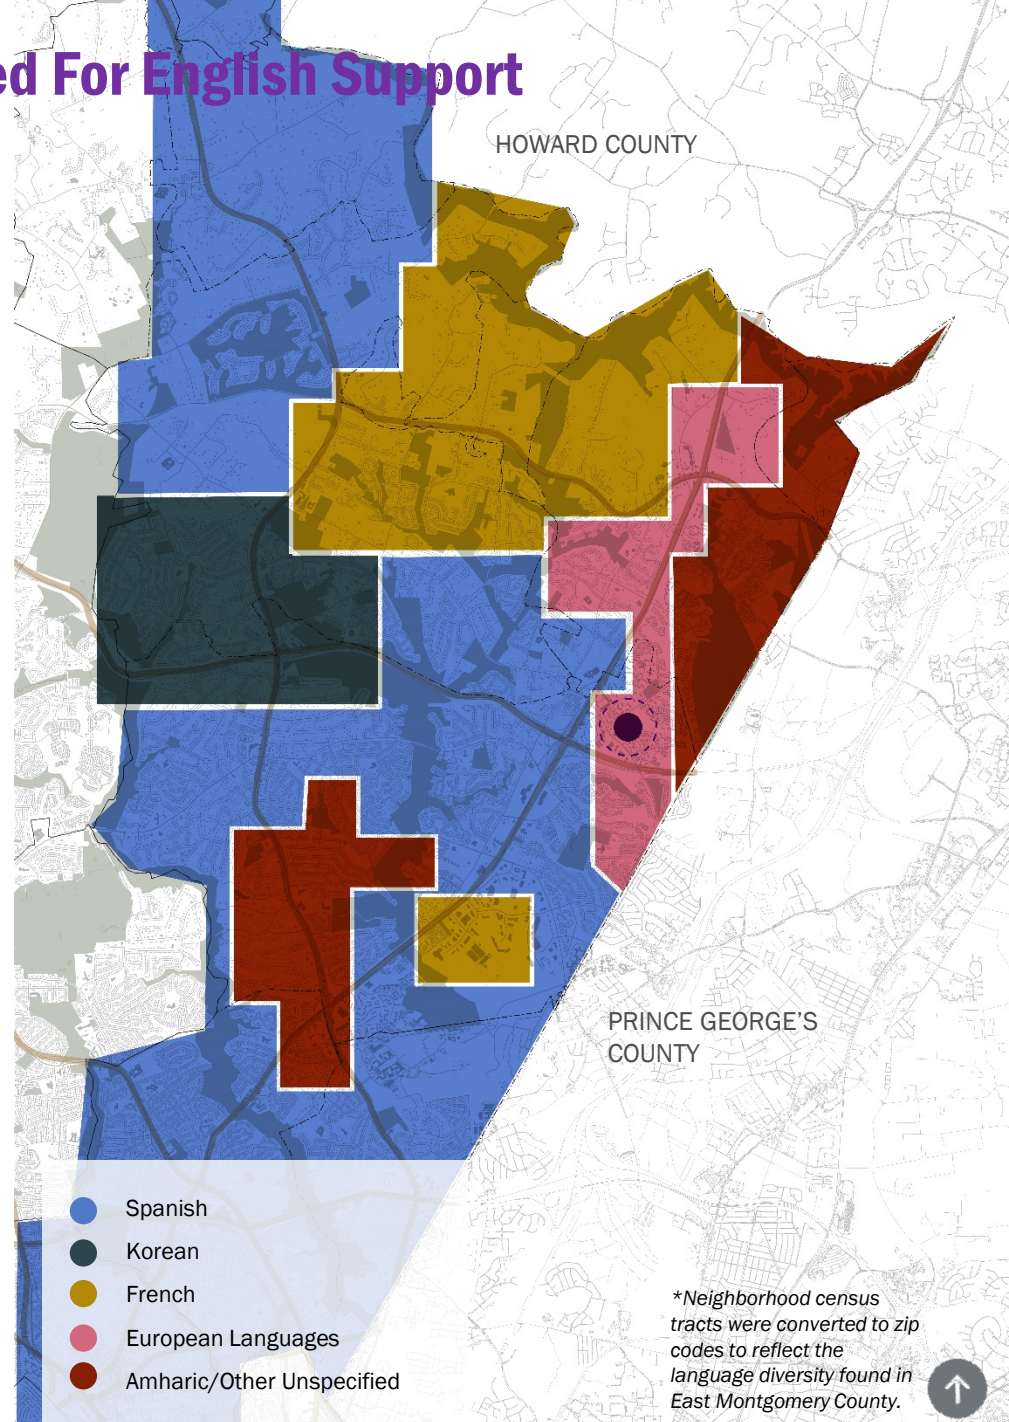 ed For English Support
HOWARD COUNTY
PRINCE GEORGE'S
COUNTY
Spanish
Korean
French
European Languages
Amharic/Other Unspecified
*Neighborhood census
tracts were converted to zip
codes to reflect the
language diversity found in
East Montgomery County.